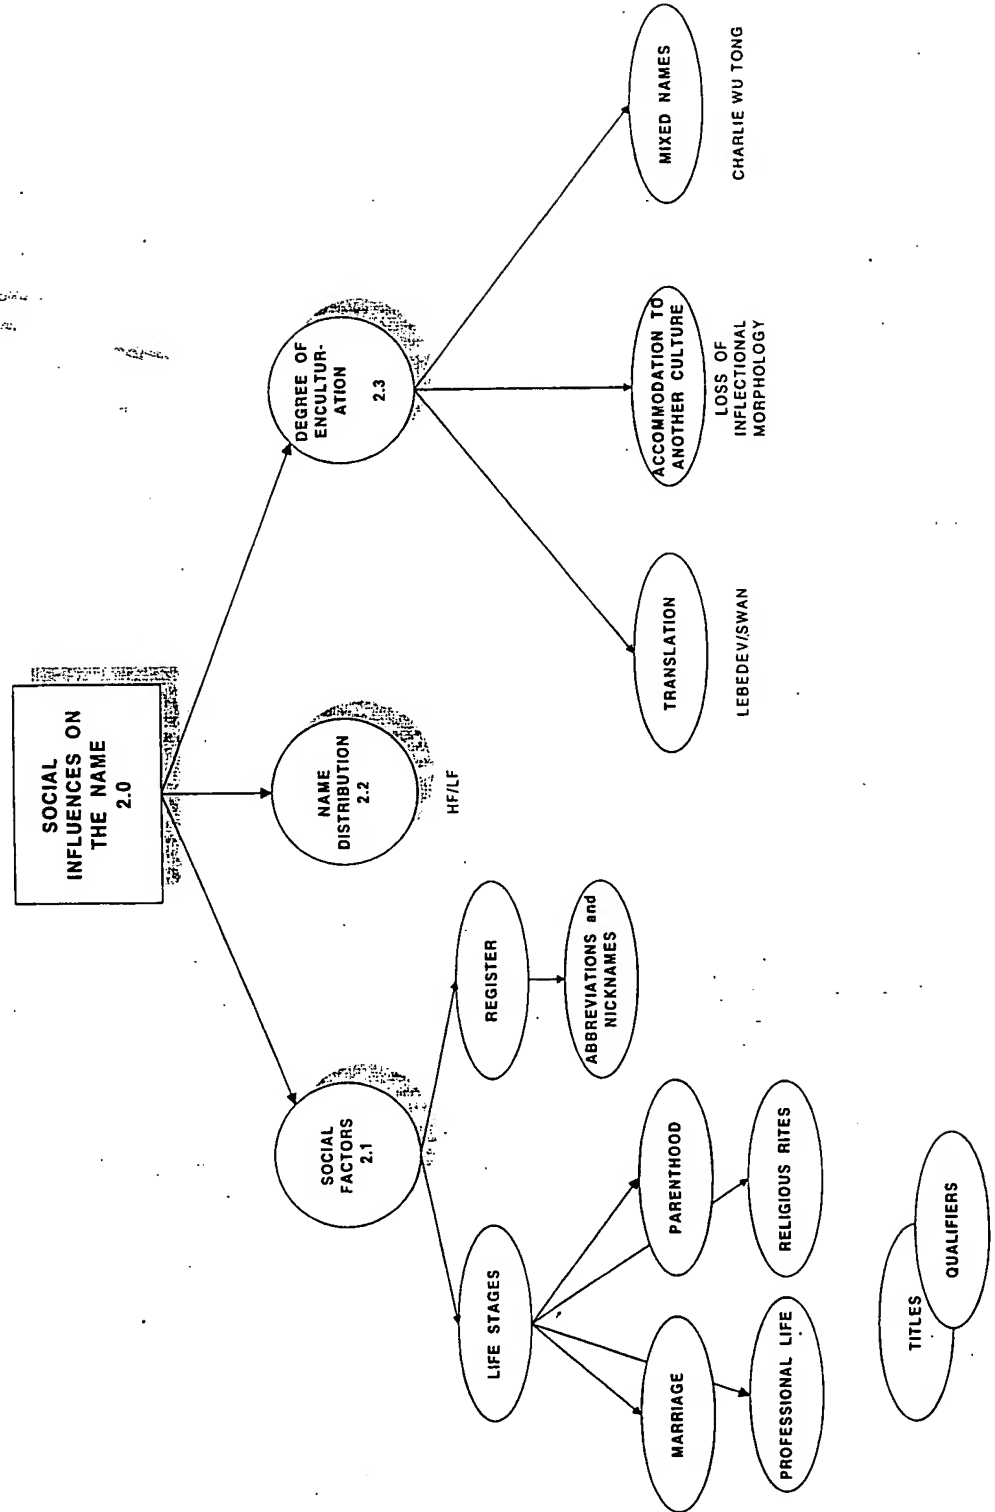 SOCIAL
INFLUENCES ON
THE NAME
2.0
SOCIAL
FACTORS
2.1
NAME
DISTRIBUTION
2.2
HF/LF
DEGREE OF
ENCULTUR-
ATION
2.3
LIFE STAGES
REGISTER
ABBREVIATIONS and
NICKNAMES
MARRIAGE
PARENTHOOD
PROFESSIONAL LIFE
RELIGIOUS RITES
TITLES
QUALIFIERS
TRANSLATION
LEBEDEV/SWAN
ACCOMMODATION TO
ANOTHER CULTURE
LOSS OF
INFLECTIONAL
MORPHOLOGY
MIXED NAMES
CHARLIE WU TONG